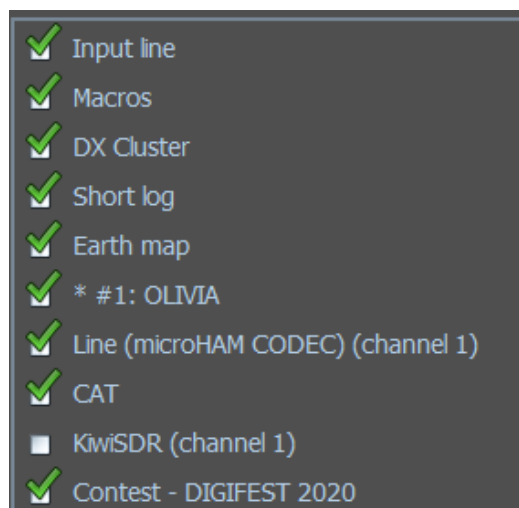 Input line
Macros
DX Cluster
Short log
Earth map
* #1: OLIVIA
Line (microHAM CODEC) (channel 1)
CAT
KiwiSDR (channel 1)
Contest - DIGIFEST 2020